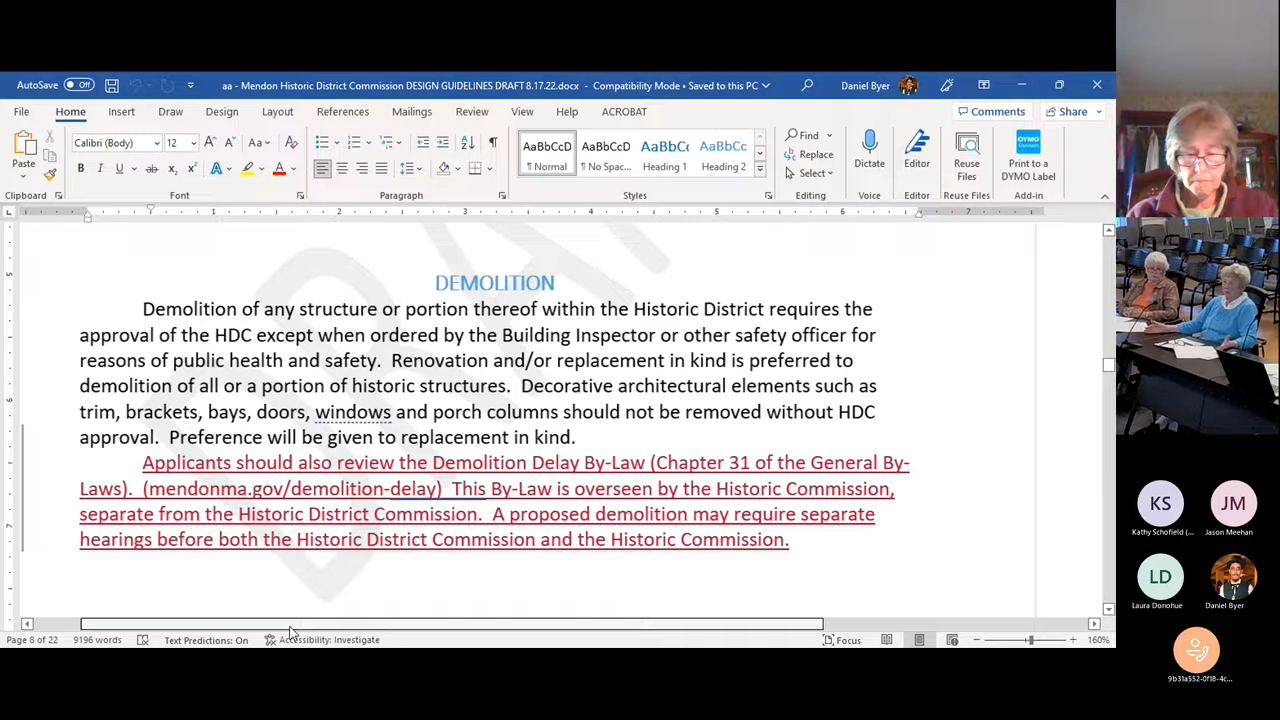 AutoSave Off
aa - Mendon Historic District Commission DESIGN GUIDELINES DRAFT 8.17.22.docx - Compatibility Mode • Saved to this PC
Daniel Byer
File Home Insert Draw Design Layout References Mailings Review View Help ACROBAT
Comments Share
Paste
Calibri (Body) 12
AaBbCcD AaBbCcD AaBbCc AaBbCc
¶ Normal ¶ No Spac... Heading 1 Heading 2
Find
Replace
Select
Dictate
Editor
Reuse Files
Print a to DYMO Label
Clipboard Font Paragraph Styles Editing Voice Editor Reuse Files Add-in
1 2 3 4 5 6 7
DRAF
DEMOLITION
Demolition of any structure or portion thereof within the Historic District requires the
approval of the HDC except when ordered by the Building Inspector or other safety officer for
reasons of public health and safety.  Renovation and/or replacement in kind is preferred to
demolition of all or a portion of historic structures.  Decorative architectural elements such as
trim, brackets, bays, doors, windows and porch columns should not be removed without HDC
approval.  Preference will be given to replacement in kind.
Applicants should also review the Demolition Delay By-Law (Chapter 31 of the General By-
Laws).  (mendonma.gov/demolition-delay)  This By-Law is overseen by the Historic Commission,
separate from the Historic District Commission.  A proposed demolition may require separate
hearings before both the Historic District Commission and the Historic Commission.
Page 8 of 22 9196 words Text Predictions: On Accessibility: Investigate Focus 160%
KS
Kathy Schofield (...
JM
Jason Meehan
LD
Laura Donohue
Daniel Byer
9b31a552-0f18-4c...